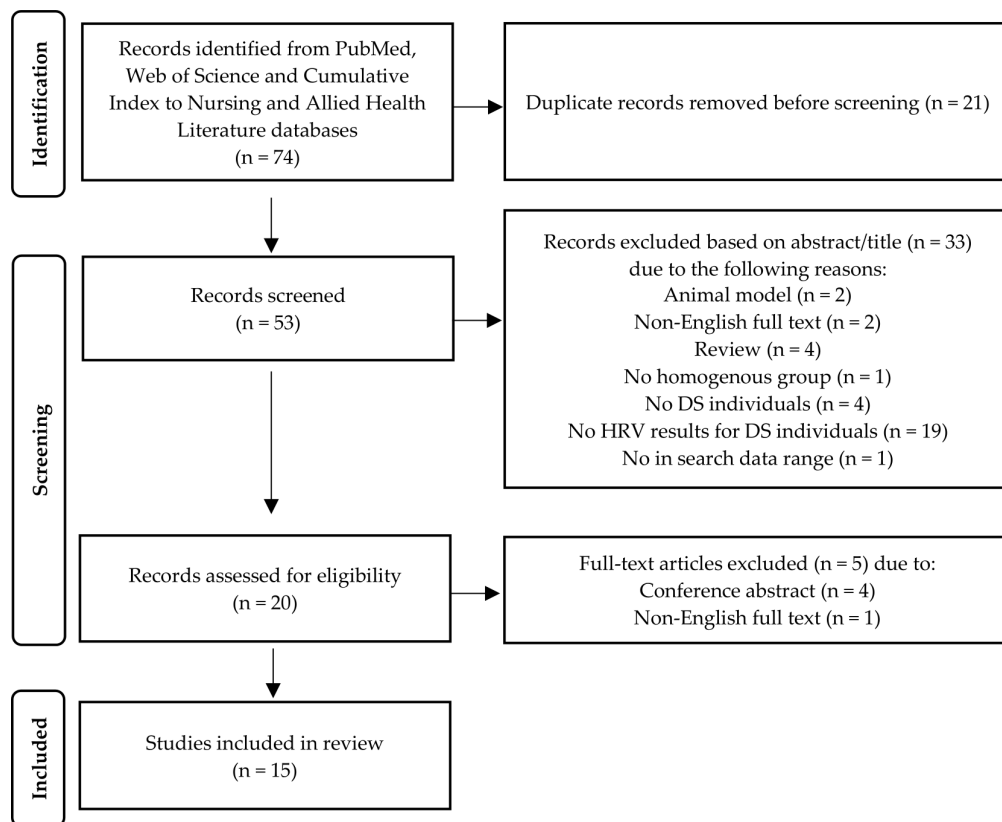 Identification
Records identified from PubMed,
Web of Science and Cumulative
Index to Nursing and Allied Health
Literature databases
(n = 74)
Duplicate records removed before screening (n = 21)
Screening
Records screened
(n = 53)
Records excluded based on abstract/title (n = 33)
due to the following reasons:
Animal model (n = 2)
Non-English full text (n = 2)
Review (n = 4)
No homogenous group (n = 1)
No DS individuals (n = 4)
No HRV results for DS individuals (n = 19)
No in search data range (n = 1)
Records assessed for eligibility
(n = 20)
Full-text articles excluded (n = 5) due to:
Conference abstract (n = 4)
Non-English full text (n = 1)
Included
Studies included in review
(n = 15)